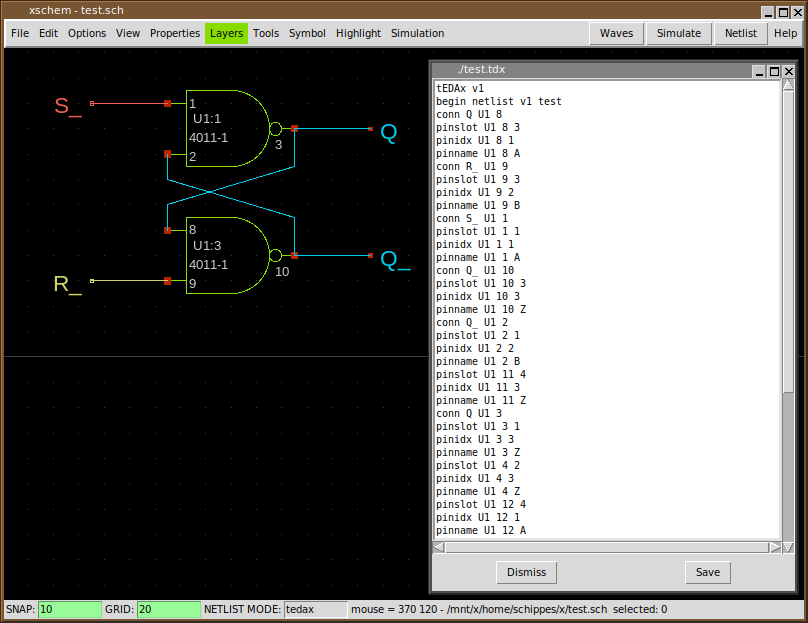 xschem - test.sch
File Edit Options View Properties Layers Tools Symbol Highlight Simulation Waves Simulate Netlist Help
S_
1
U1:1
4011-1
2
3
Q
8
U1:3
4011-1
9
10
Q_
R_
./test.tdx
tEDAx v1
begin netlist v1 test
conn Q U1 8
pinslot U1 8 3
pinidx U1 8 1
pinname U1 8 A
conn R_ U1 9
pinslot U1 9 3
pinidx U1 9 2
pinname U1 9 B
conn S_ U1 1
pinslot U1 1 1
pinidx U1 1 1
pinname U1 1 A
conn Q_ U1 10
pinslot U1 10 3
pinidx U1 10 3
pinname U1 10 Z
conn Q_ U1 2
pinslot U1 2 1
pinidx U1 2 2
pinname U1 2 B
pinslot U1 11 4
pinidx U1 11 3
pinname U1 11 Z
conn Q U1 3
pinslot U1 3 1
pinidx U1 3 3
pinname U1 3 Z
pinslot U1 4 2
pinidx U1 4 3
pinname U1 4 Z
pinslot U1 12 4
pinidx U1 12 1
pinname U1 12 A
Dismiss Save
SNAP: 10 GRID: 20 NETLIST MODE: tedax mouse = 370 120 - /mnt/x/home/schippes/x/test.sch selected: 0